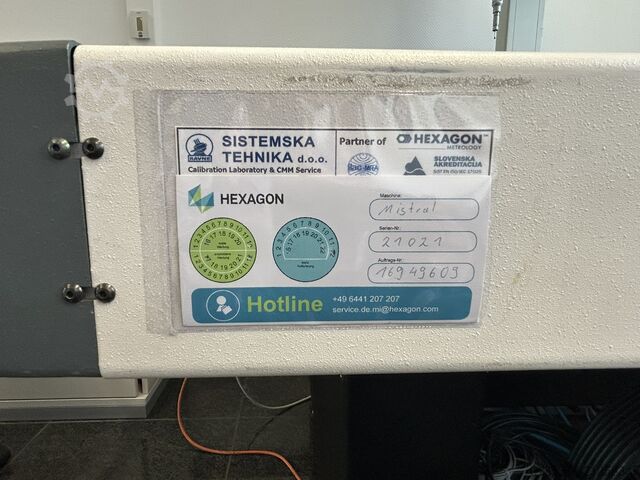 SISTEMSKA
TEHNIKA d.o.o.
Calibration Laboratory & CMM Service
RAVNE
Partner of
HEXAGON
METROLOGY
SLOVENSKA
AKREDITACIJA
HEXAGON
Maschine:
Mistral
Serien-Nr.:
21021
Auftrags-Nr.:
16949609
Hotline
+49 6441 207 207
service.de.mi@hexagon.com